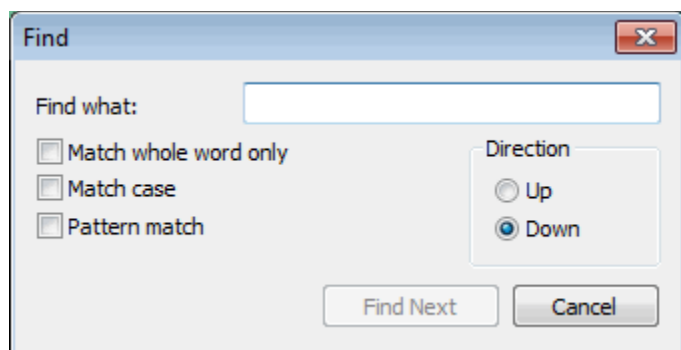 Find
Find what:
Match whole word only
Match case
Pattern match
Direction
Up
Down
Find Next
Cancel